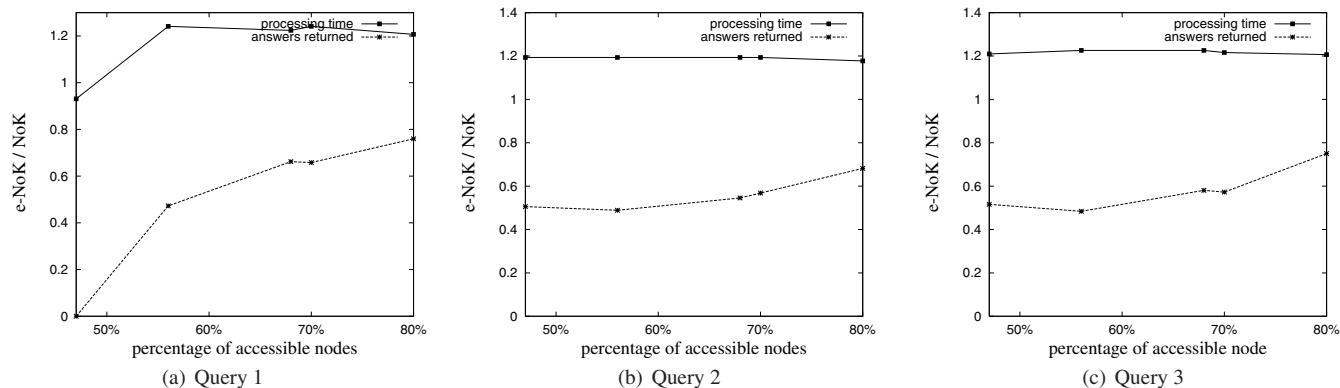 processing time
answers returned
1.2
1
0.8
0.6
0.4
0.2
0
e-NoK / NoK
50%
60%
70%
80%
percentage of accessible nodes
(a) Query 1
processing time
answers returned
1.4
1.2
1
0.8
0.6
0.4
0.2
0
e-NoK / NoK
50%
60%
70%
80%
percentage of accessible nodes
(b) Query 2
processing time
answers returned
1.4
1.2
1
0.8
0.6
0.4
0.2
0
e-NoK / NoK
50%
60%
70%
80%
percentage of accessible node
(c) Query 3